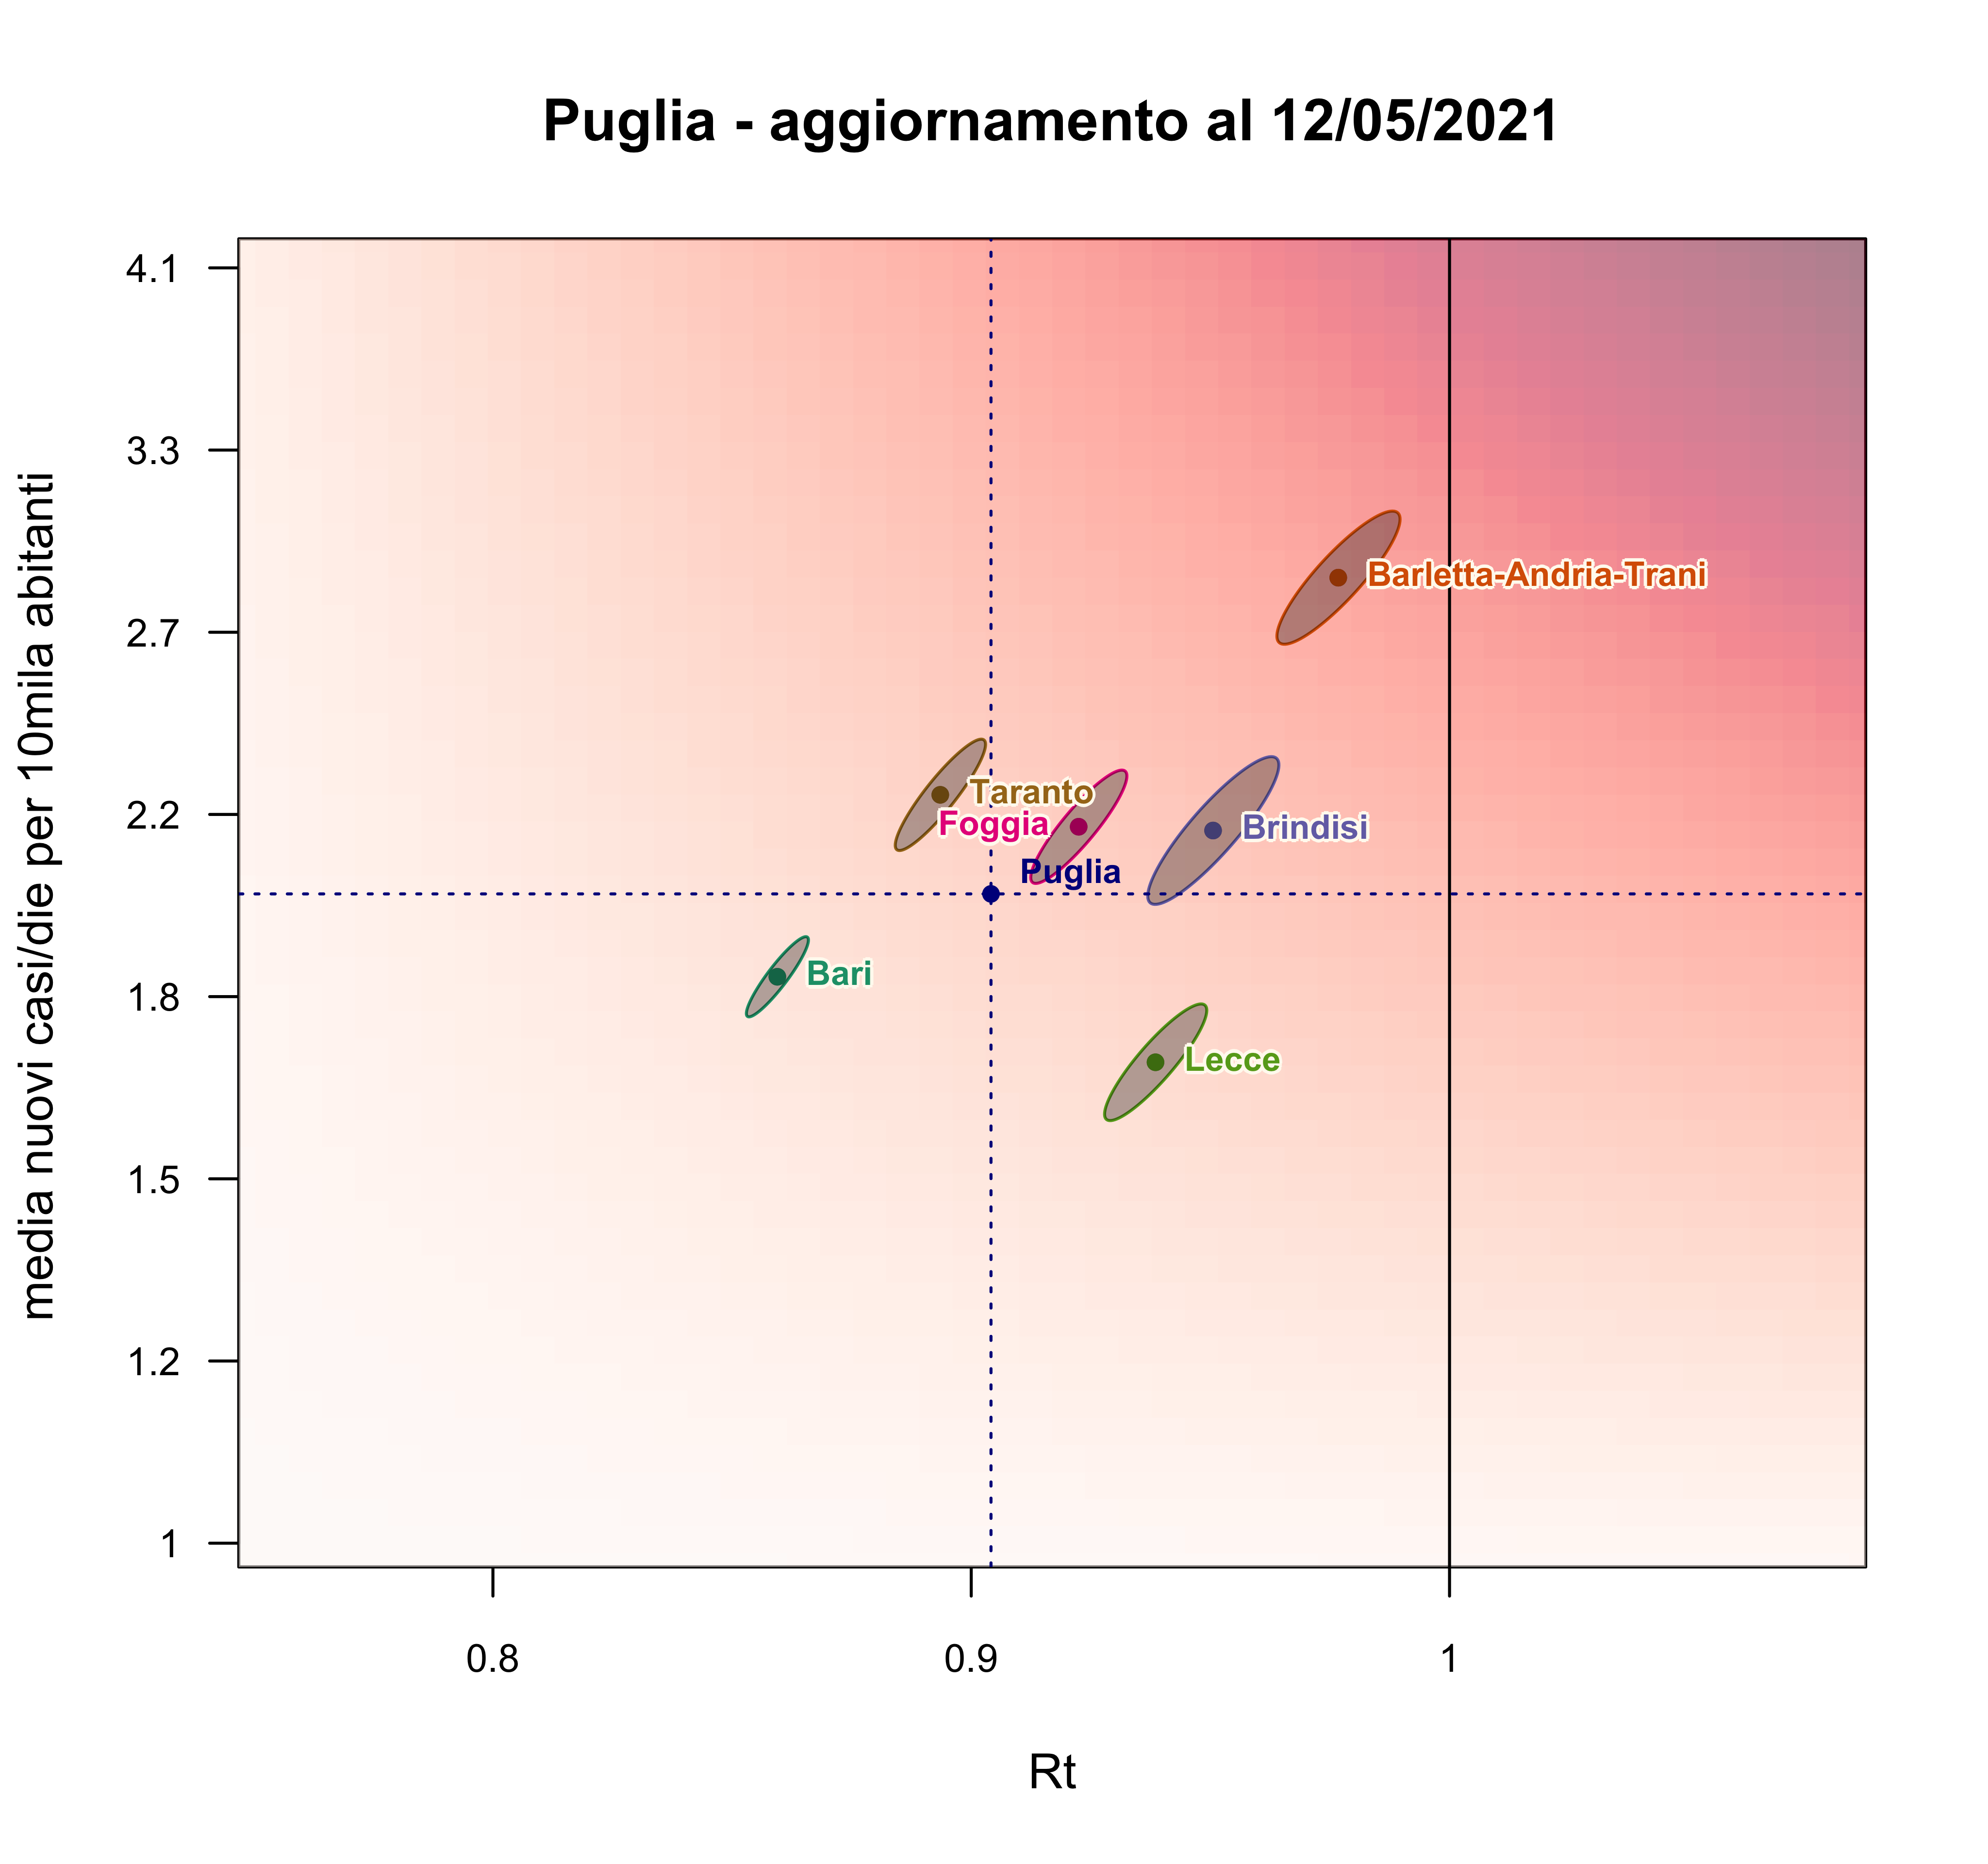 Puglia - aggiornamento al 12/05/2021
media nuovi casi/die per 10mila abitanti
4.1
3.3
2.7
2.2
1.8
1.5
1.2
1
Barletta-Andria-Trani
Taranto
Foggia
Brindisi
Puglia
Bari
Lecce
0.8
0.9
1
Rt